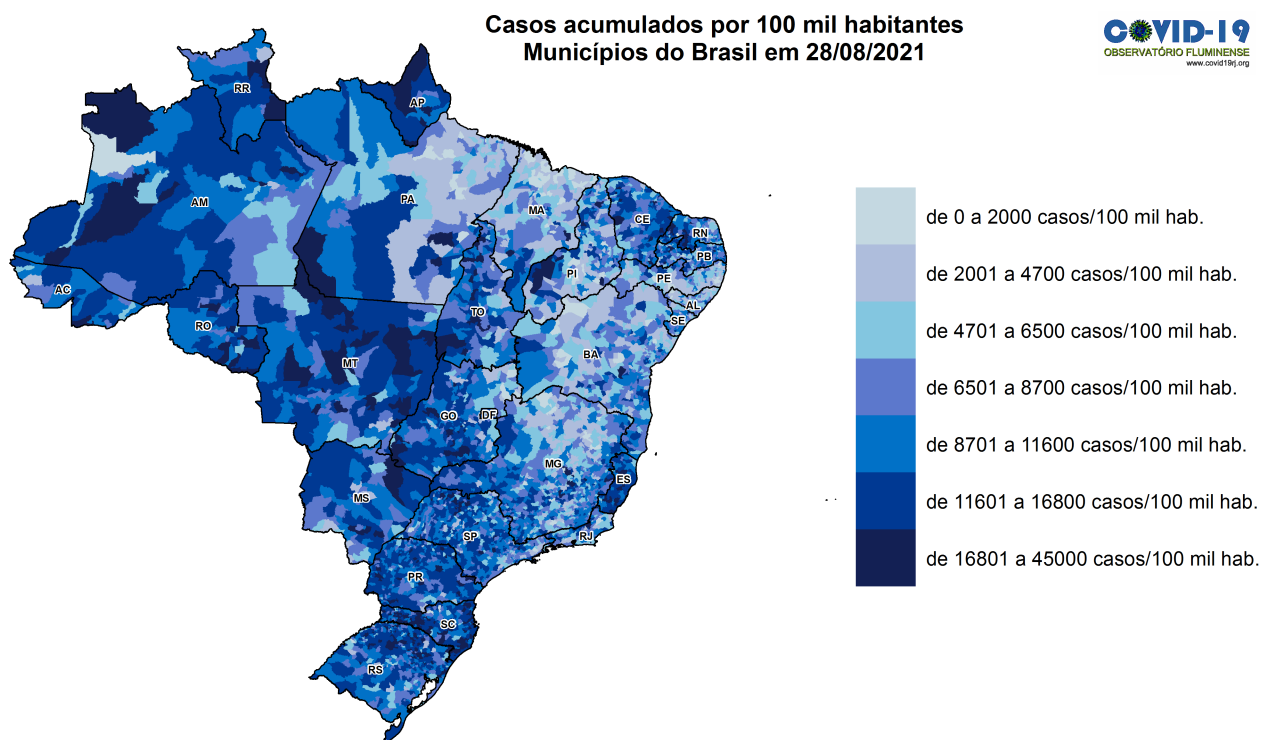 Casos acumulados por 100 mil habitantes
Municípios do Brasil em 28/08/2021
COVID-19
OBSERVATÓRIO FLUMINENSE
www.covid19rj.org
RR
AP
AM
PA
MA
CE
RN
PB
PI
PE
AC
AL
TO
SE
RO
BA
MT
GO
DF
MG
ES
MS
SP
RJ
PR
SC
RS
de 0 a 2000 casos/100 mil hab.
de 2001 a 4700 casos/100 mil hab.
de 4701 a 6500 casos/100 mil hab.
de 6501 a 8700 casos/100 mil hab.
de 8701 a 11600 casos/100 mil hab.
de 11601 a 16800 casos/100 mil hab.
de 16801 a 45000 casos/100 mil hab.